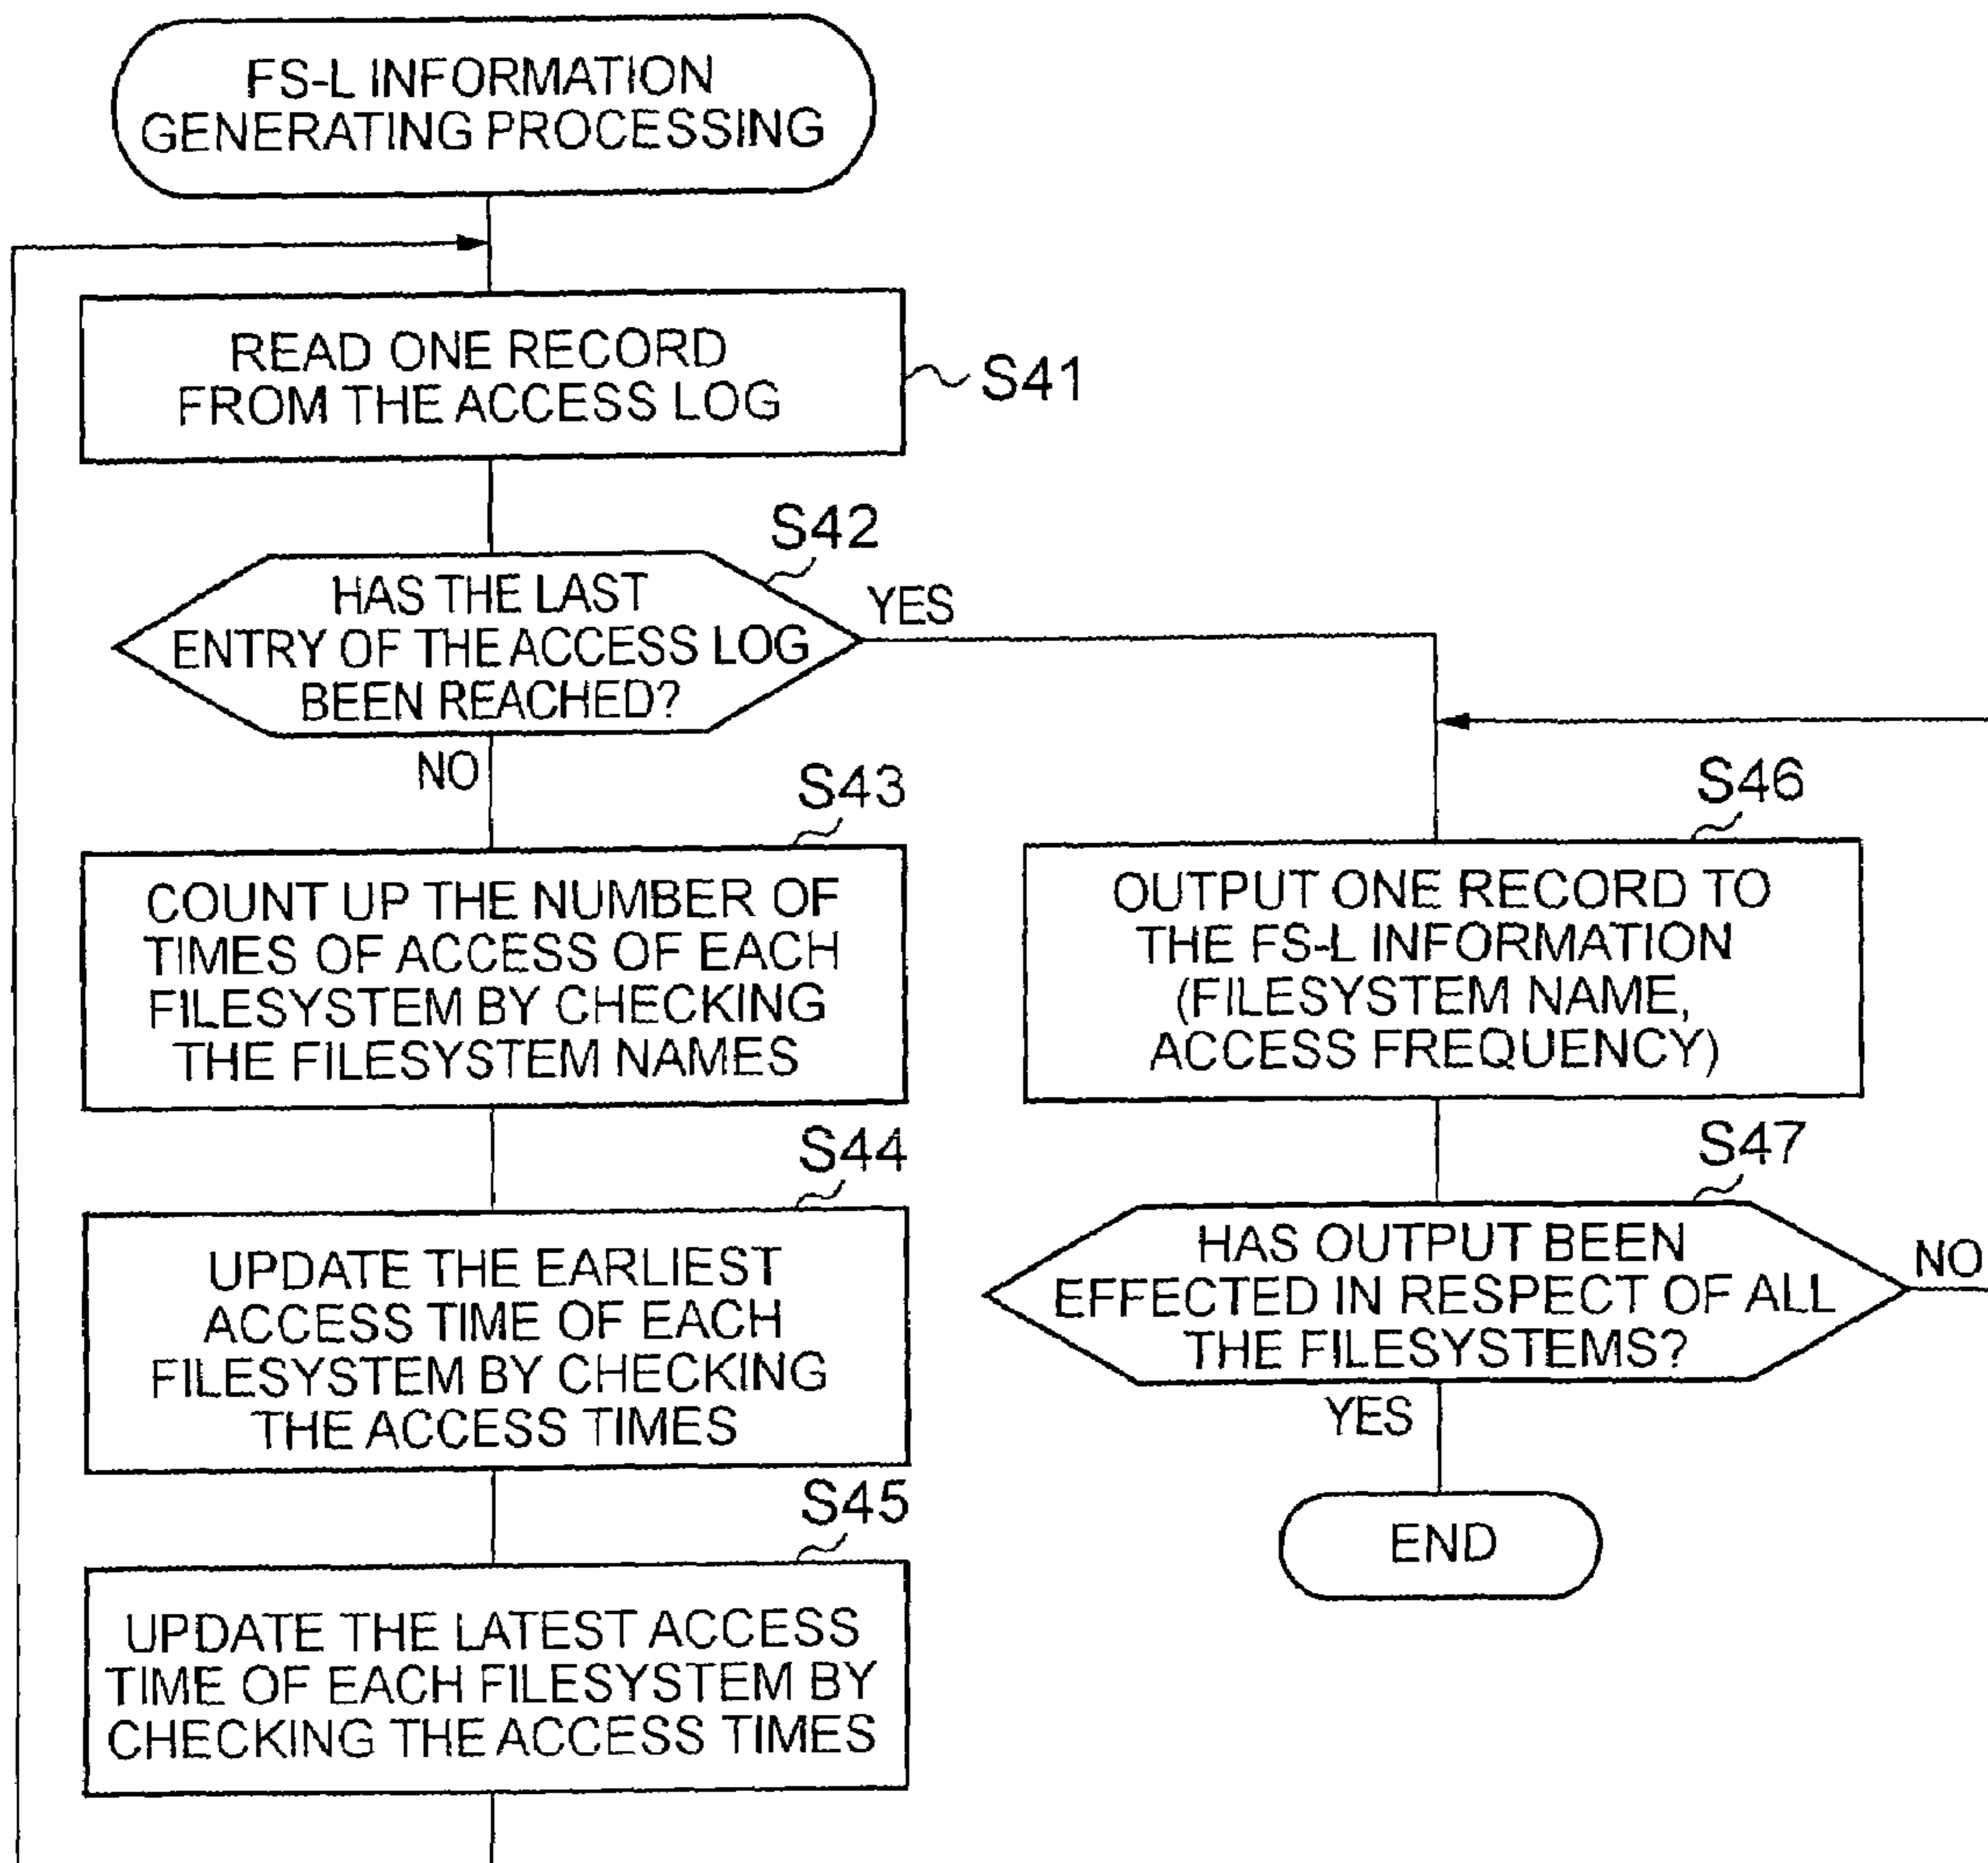 FS-L INFORMATION
GENERATING PROCESSING
READ ONE RECORD
FROM THE ACCESS LOG
S41
S42
HAS THE LAST
ENTRY OF THE ACCESS LOG
BEEN REACHED?
YES
NO
S43
COUNT UP THE NUMBER OF
TIMES OF ACCESS OF EACH
FILESYSTEM BY CHECKING
THE FILESYSTEM NAMES
S44
UPDATE THE EARLIEST
ACCESS TIME OF EACH
FILESYSTEM BY CHECKING
THE ACCESS TIMES
S45
UPDATE THE LATEST ACCESS
TIME OF EACH FILESYSTEM BY
CHECKING THE ACCESS TIMES
S46
OUTPUT ONE RECORD TO
THE FS-L INFORMATION
(FILESYSTEM NAME,
ACCESS FREQUENCY)
S47
HAS OUTPUT BEEN
EFFECTED IN RESPECT OF ALL
THE FILESYSTEMS?
NO
YES
END